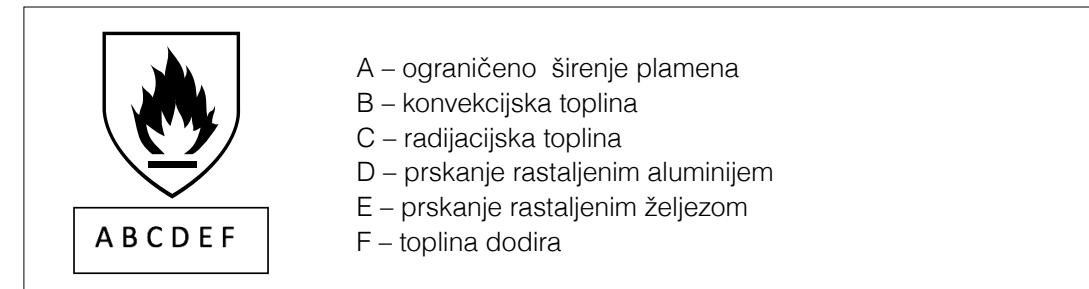 A – ograničeno širenje plamena
B – konvekcijska toplina
C – radijacijska toplina
D – prskanje rastaljenim aluminijem
E – prskanje rastaljenim željezom
F – toplina dodira
A B C D E F